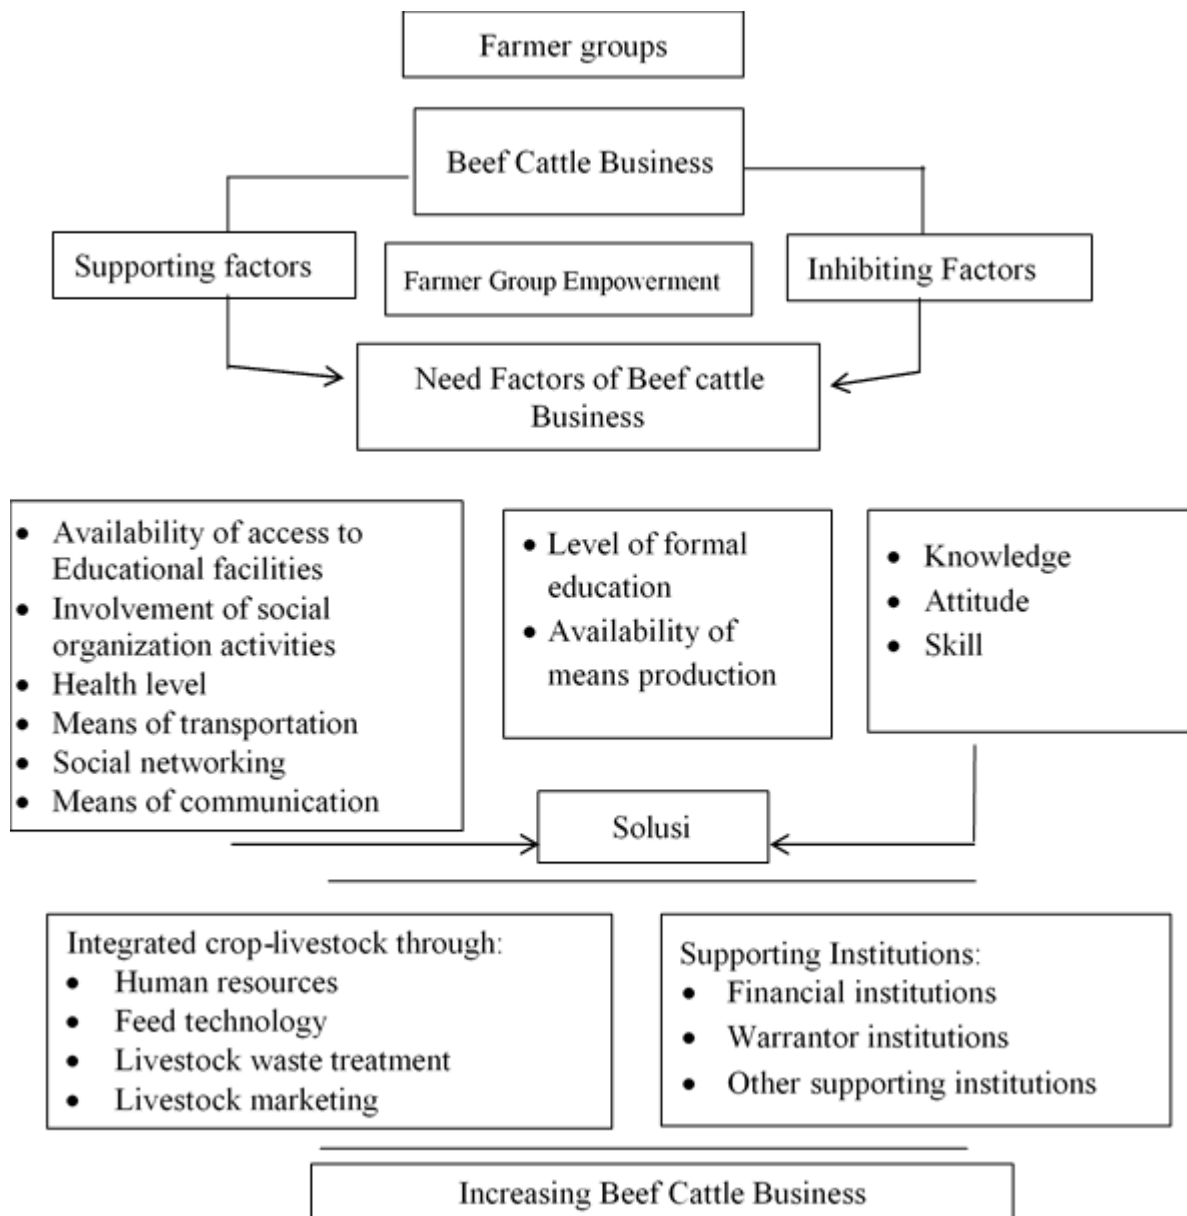 Farmer groups
Beef Cattle Business
Supporting factors
Farmer Group Empowerment
Inhibiting Factors
Need Factors of Beef cattle
Business
• Availability of access to
Educational facilities
• Involvement of social
organization activities
• Health level
• Means of transportation
• Social networking
• Means of communication
• Level of formal
education
• Availability of
means production
• Knowledge
• Attitude
• Skill
Solusi
Integrated crop-livestock through:
• Human resources
• Feed technology
• Livestock waste treatment
• Livestock marketing
Supporting Institutions:
• Financial institutions
• Warrantor institutions
• Other supporting institutions
Increasing Beef Cattle Business